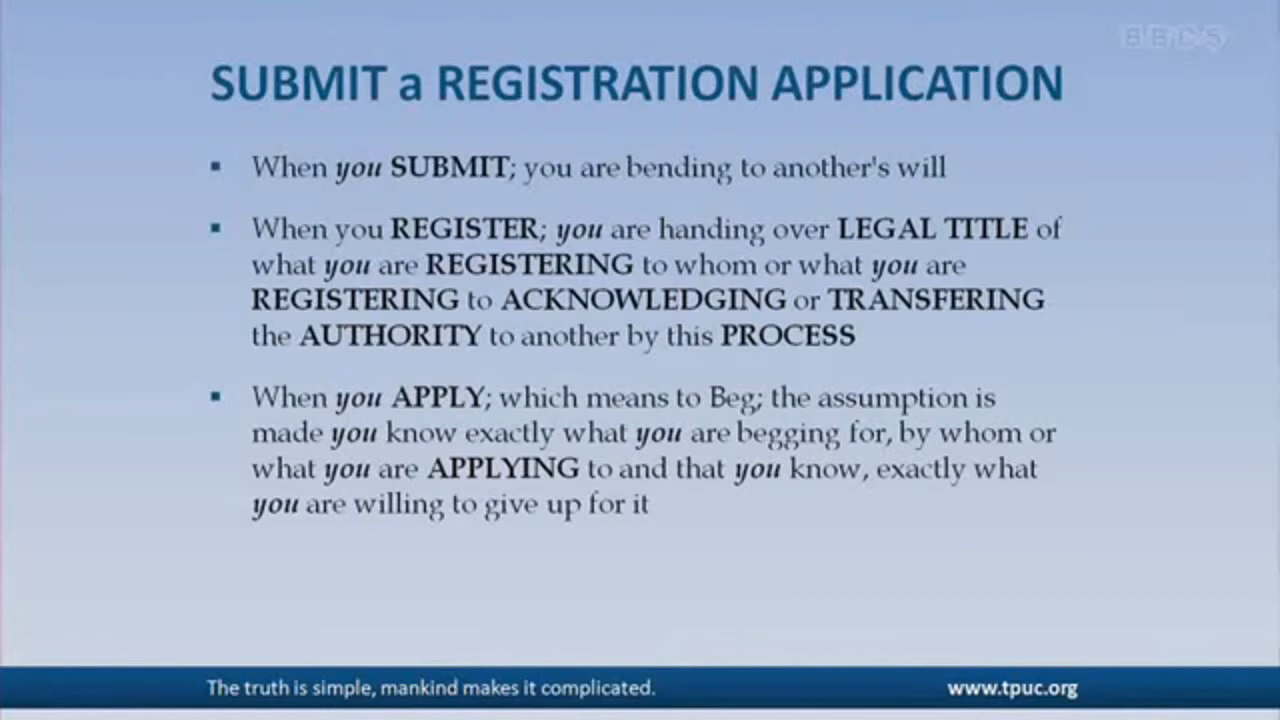 BBC 5
SUBMIT a REGISTRATION APPLICATION
▪ When you SUBMIT; you are bending to another's will
▪ When you REGISTER; you are handing over LEGAL TITLE of
what you are REGISTERING to whom or what you are
REGISTERING to ACKNOWLEDGING or TRANSFERING
the AUTHORITY to another by this PROCESS
▪ When you APPLY; which means to Beg; the assumption is
made you know exactly what you are begging for, by whom or
what you are APPLYING to and that you know, exactly what
you are willing to give up for it
The truth is simple, mankind makes it complicated.
www.tpuc.org